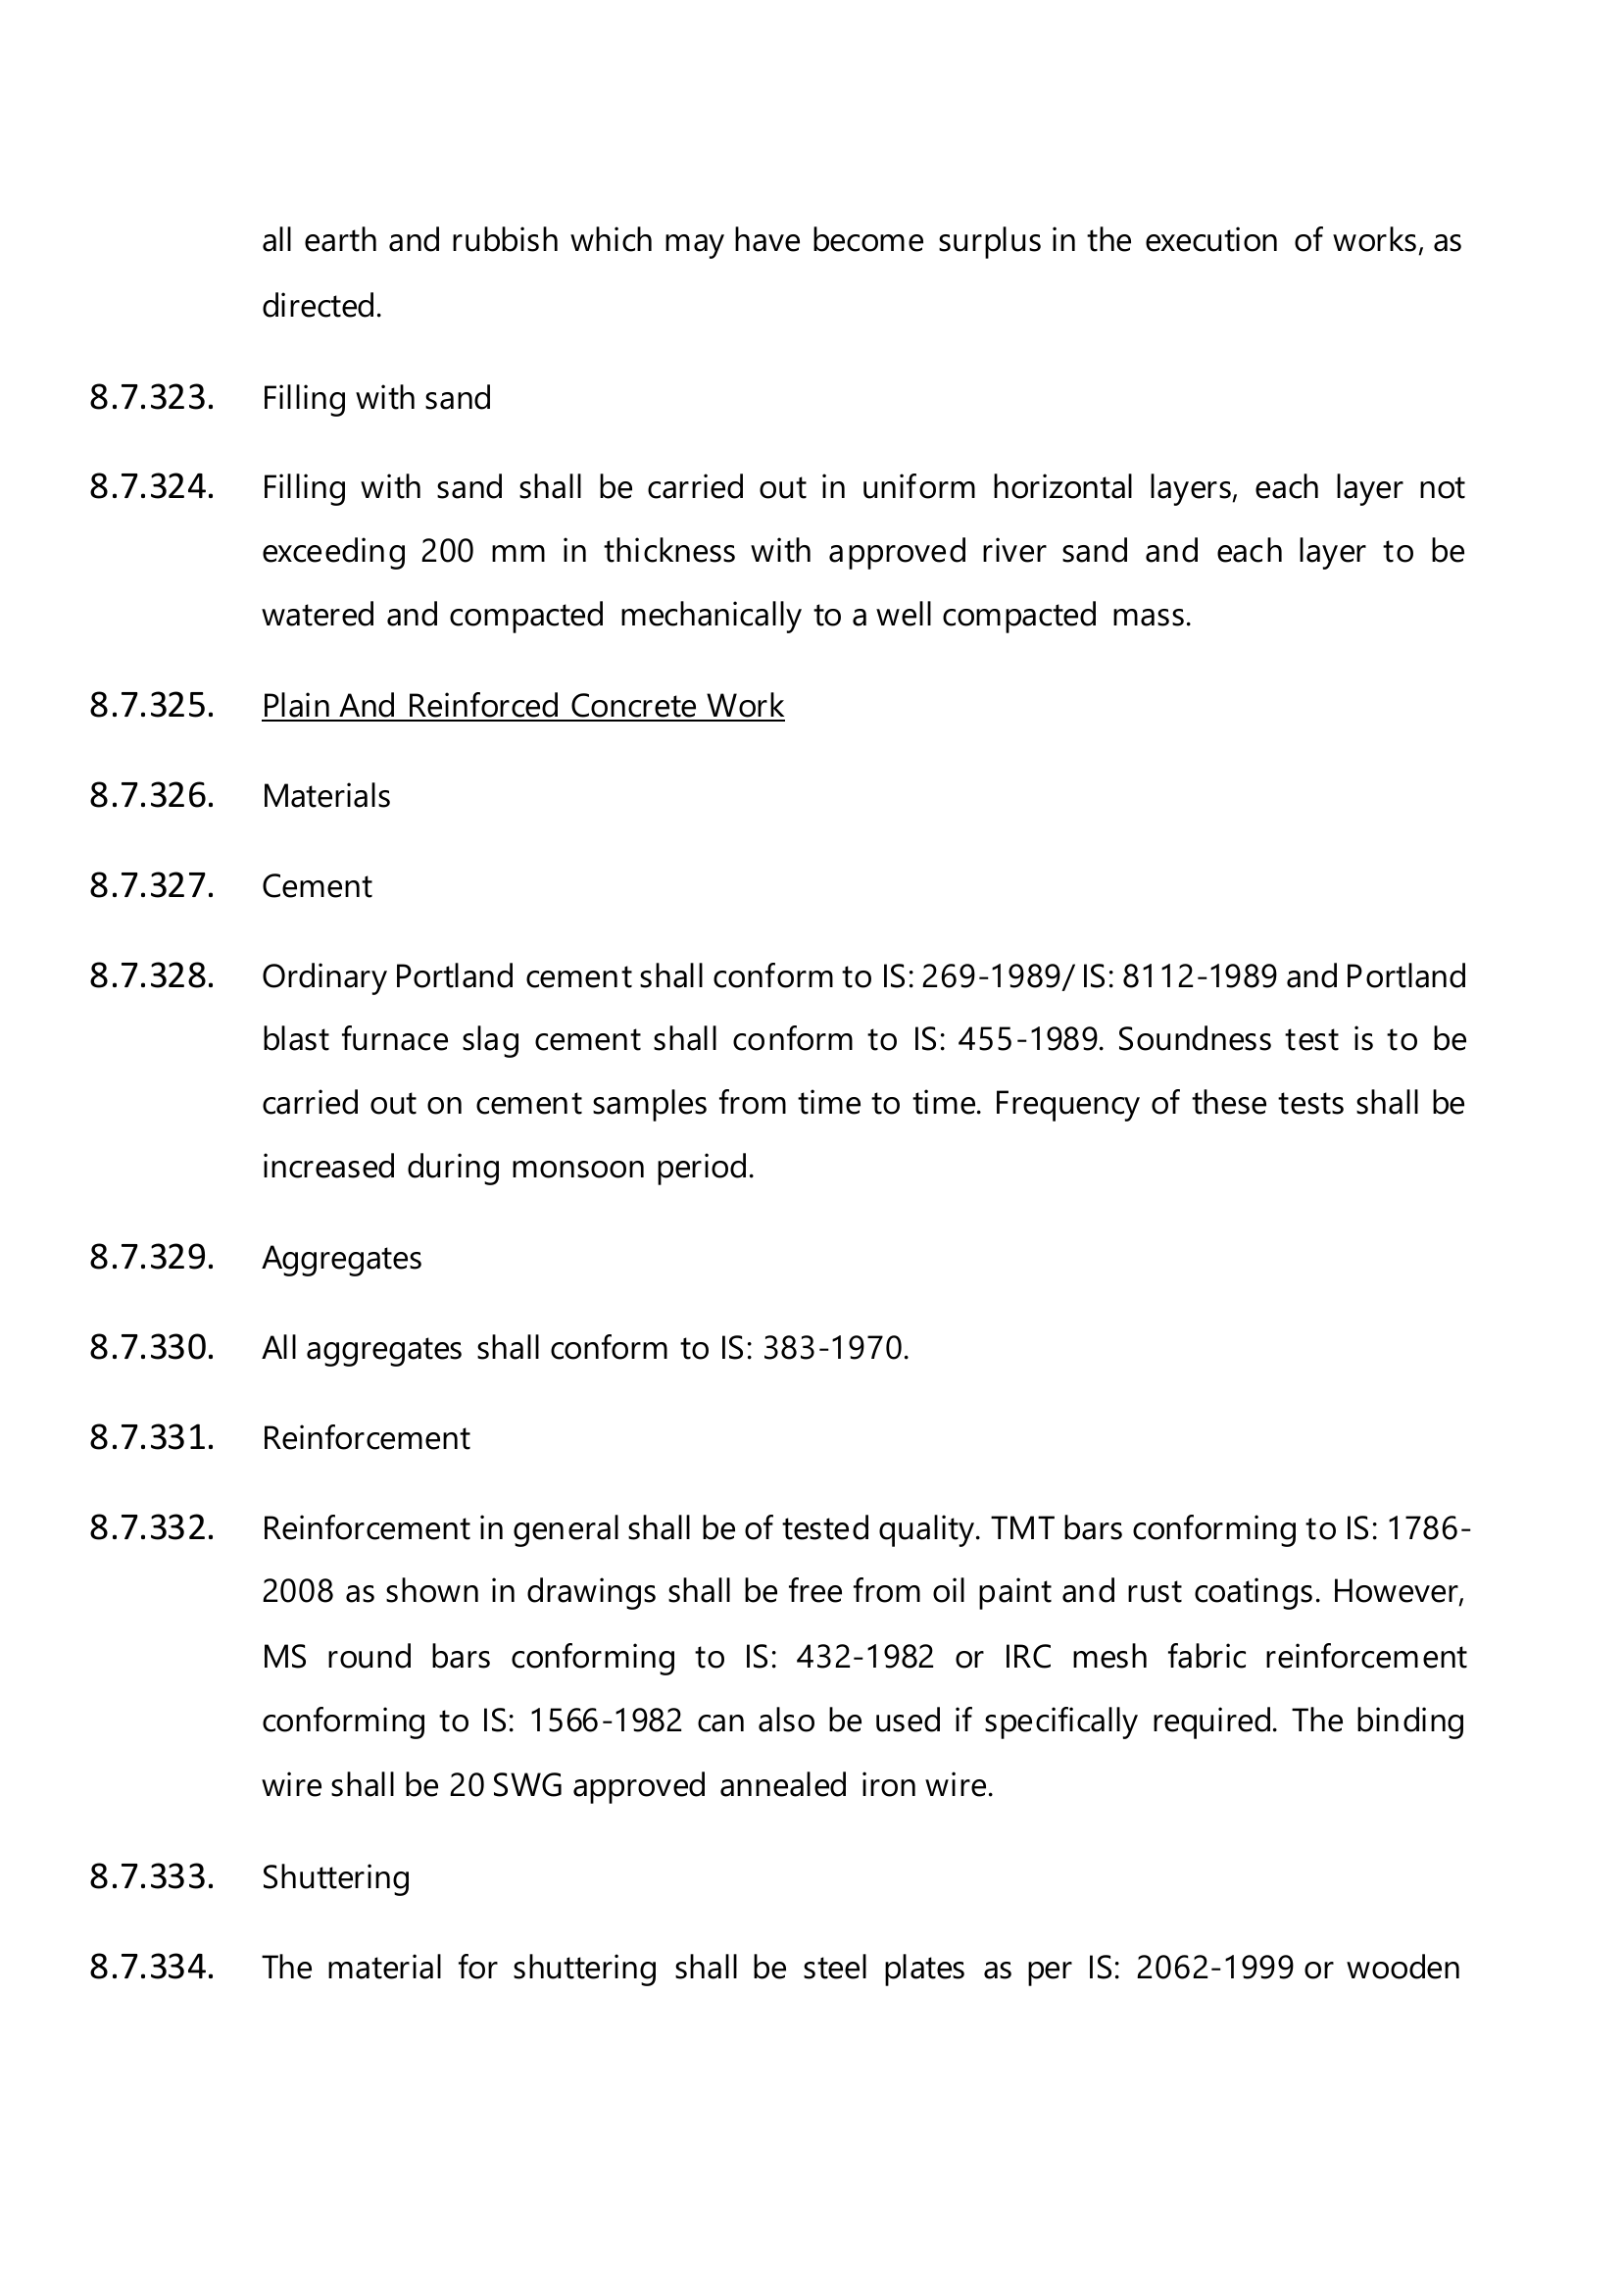 all earth and rubbish which may have become surplus in the execution of works, as
directed.
8.7.323. Filling with sand
8.7.324. Filling with sand shall be carried out in uniform horizontal layers, each layer not
exceeding 200 mm in thickness with approved river sand and each layer to be
watered and compacted mechanically to a well compacted mass.
8.7.325. Plain And Reinforced Concrete Work
8.7.326. Materials
8.7.327. Cement
8.7.328. Ordinary Portland cement shall conform to IS: 269-1989/ IS: 8112-1989 and Portland
blast furnace slag cement shall conform to IS: 455-1989. Soundness test is to be
carried out on cement samples from time to time. Frequency of these tests shall be
increased during monsoon period.
8.7.329. Aggregates
8.7.330. All aggregates shall conform to IS: 383-1970.
8.7.331. Reinforcement
8.7.332. Reinforcement in general shall be of tested quality. TMT bars conforming to IS: 1786-
2008 as shown in drawings shall be free from oil paint and rust coatings. However,
MS round bars conforming to IS: 432-1982 or IRC mesh fabric reinforcement
conforming to IS: 1566-1982 can also be used if specifically required. The binding
wire shall be 20 SWG approved annealed iron wire.
8.7.333. Shuttering
8.7.334. The material for shuttering shall be steel plates as per IS: 2062-1999 or wooden